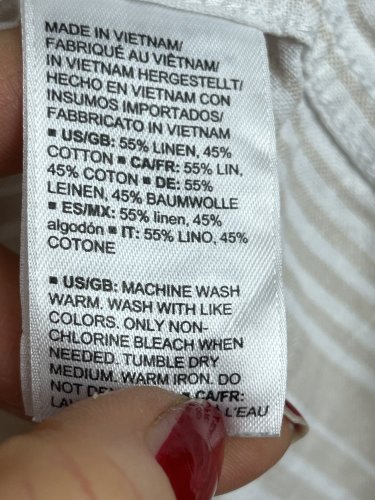 MADE IN VIETNAM/
FABRIQUÉ AU VIÊTNAM/
IN VIETNAM HERGESTELLT/
HECHO EN VIETNAM CON
INSUMOS IMPORTADOS/
FABBRICATO IN VIETNAM
▪ US/GB: 55% LINEN, 45%
COTTON ▪ CA/FR: 55% LIN,
45% COTON ▪ DE: 55%
LEINEN, 45% BAUMWOLLE
▪ ES/MX: 55% linen, 45%
algodón ▪ IT: 55% LINO, 45%
COTONE
▪ US/GB: MACHINE WASH
WARM. WASH WITH LIKE
COLORS. ONLY NON-
CHLORINE BLEACH WHEN
NEEDED. TUMBLE DRY
MEDIUM. WARM IRON. DO
NOT ▪ CA/FR:
L'EAU